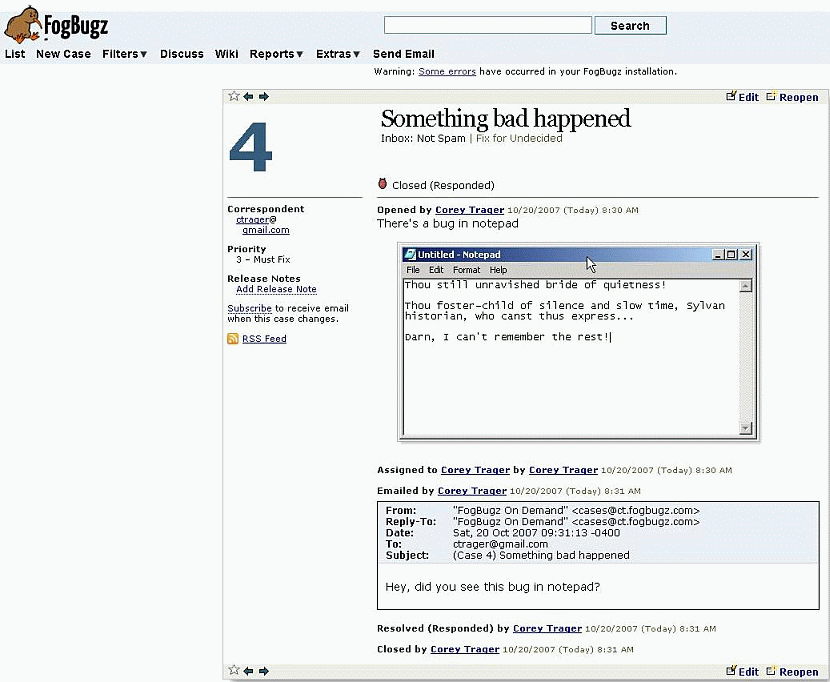 FogBugz
Search
List New Case Filters▼ Discuss Wiki Reports▼ Extras▼ Send Email
Warning: Some errors have occurred in your FogBugz installation.
Edit Reopen
4
Something bad happened
Inbox: Not Spam | Fix for Undecided
Closed (Responded)
Correspondent
ctrager@
gmail.com
Priority
3 – Must Fix
Release Notes
Add Release Note
Subscribe to receive email
when this case changes.
RSS Feed
Opened by Corey Trager 10/20/2007 (Today) 8:30 AM
There's a bug in notepad
Untitled - Notepad
File Edit Format Help
Thou still unravished bride of quietness!
Thou foster-child of silence and slow time, Sylvan
historian, who canst thus express...
Darn, I can't remember the rest!
Assigned to Corey Trager by Corey Trager 10/20/2007 (Today) 8:30 AM
Emailed by Corey Trager 10/20/2007 (Today) 8:31 AM
From: "FogBugz On Demand" <cases@ct.fogbugz.com>
Reply-To: "FogBugz On Demand" <cases@ct.fogbugz.com>
Date: Sat, 20 Oct 2007 09:31:13 -0400
To: ctrager@gmail.com
Subject: (Case 4) Something bad happened
Hey, did you see this bug in notepad?
Resolved (Responded) by Corey Trager 10/20/2007 (Today) 8:31 AM
Closed by Corey Trager 10/20/2007 (Today) 8:31 AM
Edit Reopen